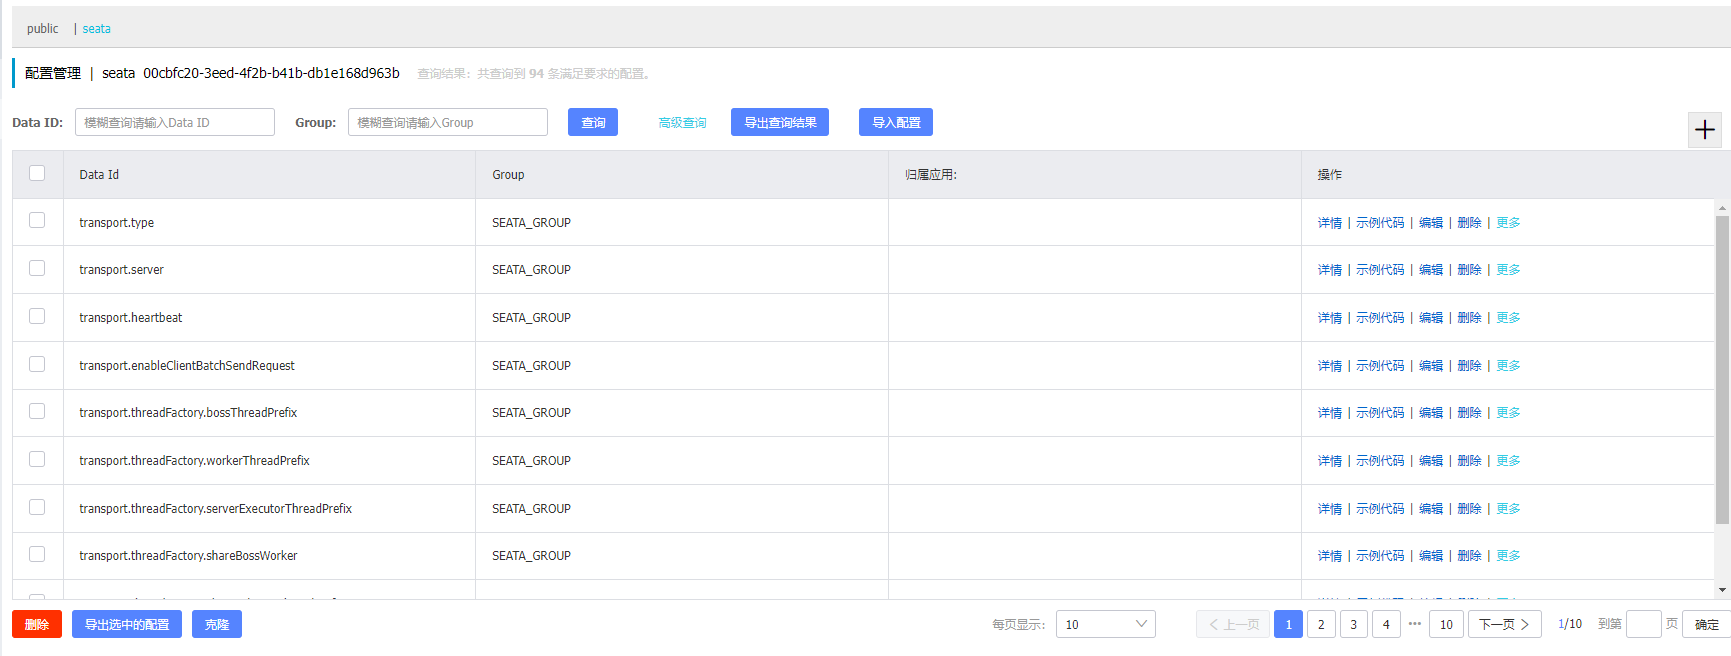 public | seata
配置管理 | seata 00cbfc20-3eed-4f2b-b41b-db1e168d963b 查询结果：共查询到 94 条满足要求的配置。
Data ID: 模糊查询请输入Data ID Group: 模糊查询请输入Group 查询 高级查询 导出查询结果 导入配置
Data Id Group 归属应用: 操作
transport.type SEATA_GROUP 详情 | 示例代码 | 编辑 | 删除 | 更多
transport.server SEATA_GROUP 详情 | 示例代码 | 编辑 | 删除 | 更多
transport.heartbeat SEATA_GROUP 详情 | 示例代码 | 编辑 | 删除 | 更多
transport.enableClientBatchSendRequest SEATA_GROUP 详情 | 示例代码 | 编辑 | 删除 | 更多
transport.threadFactory.bossThreadPrefix SEATA_GROUP 详情 | 示例代码 | 编辑 | 删除 | 更多
transport.threadFactory.workerThreadPrefix SEATA_GROUP 详情 | 示例代码 | 编辑 | 删除 | 更多
transport.threadFactory.serverExecutorThreadPrefix SEATA_GROUP 详情 | 示例代码 | 编辑 | 删除 | 更多
transport.threadFactory.shareBossWorker SEATA_GROUP 详情 | 示例代码 | 编辑 | 删除 | 更多
删除 导出选中的配置 克隆 每页显示: 10 上一页 1 2 3 4 ••• 10 下一页 1/10 到第 页 确定